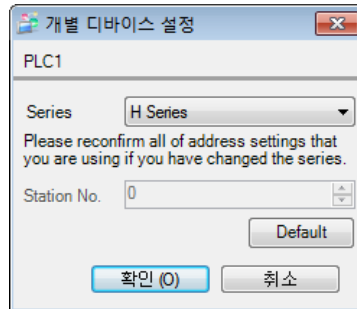 개별 디바이스 설정
PLC1
Series H Series
Please reconfirm all of address settings that
you are using if you have changed the series.
Station No. 0
Default
확인 (O) 취소